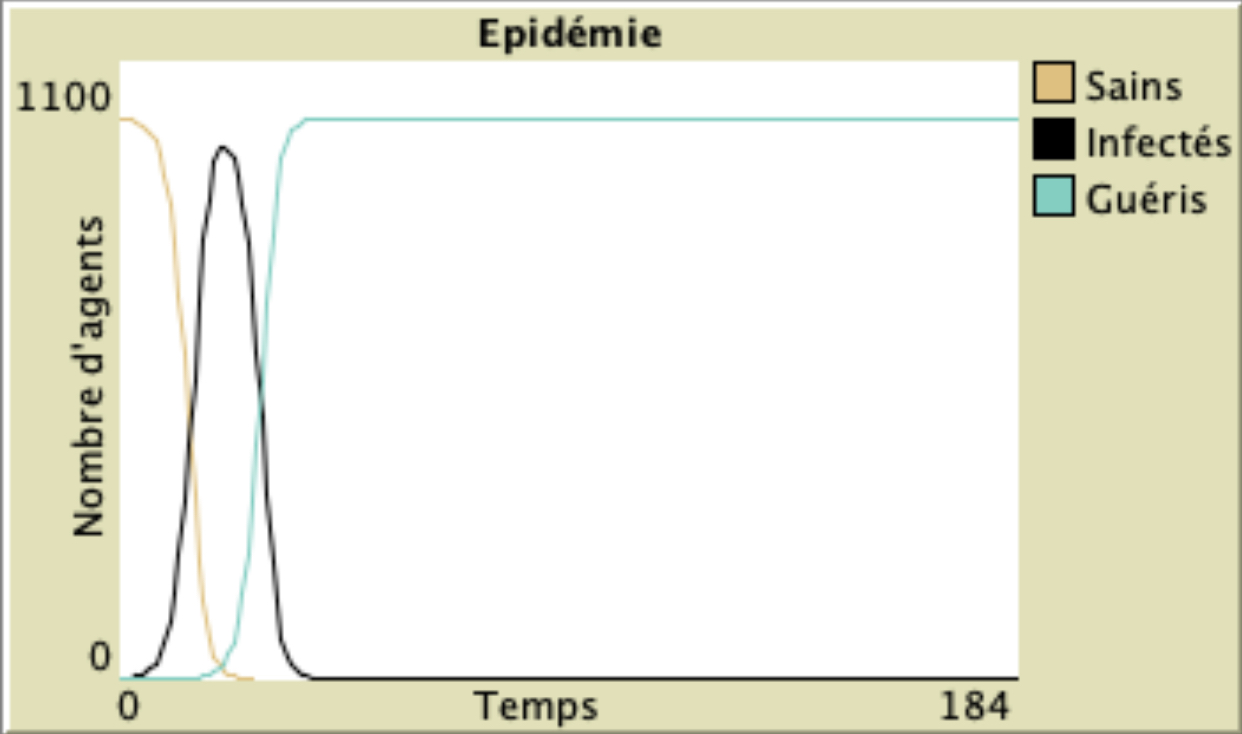 Epidémie
1100
Nombre d'agents
0
0
Temps
184
Sains
Infectés
Guéris